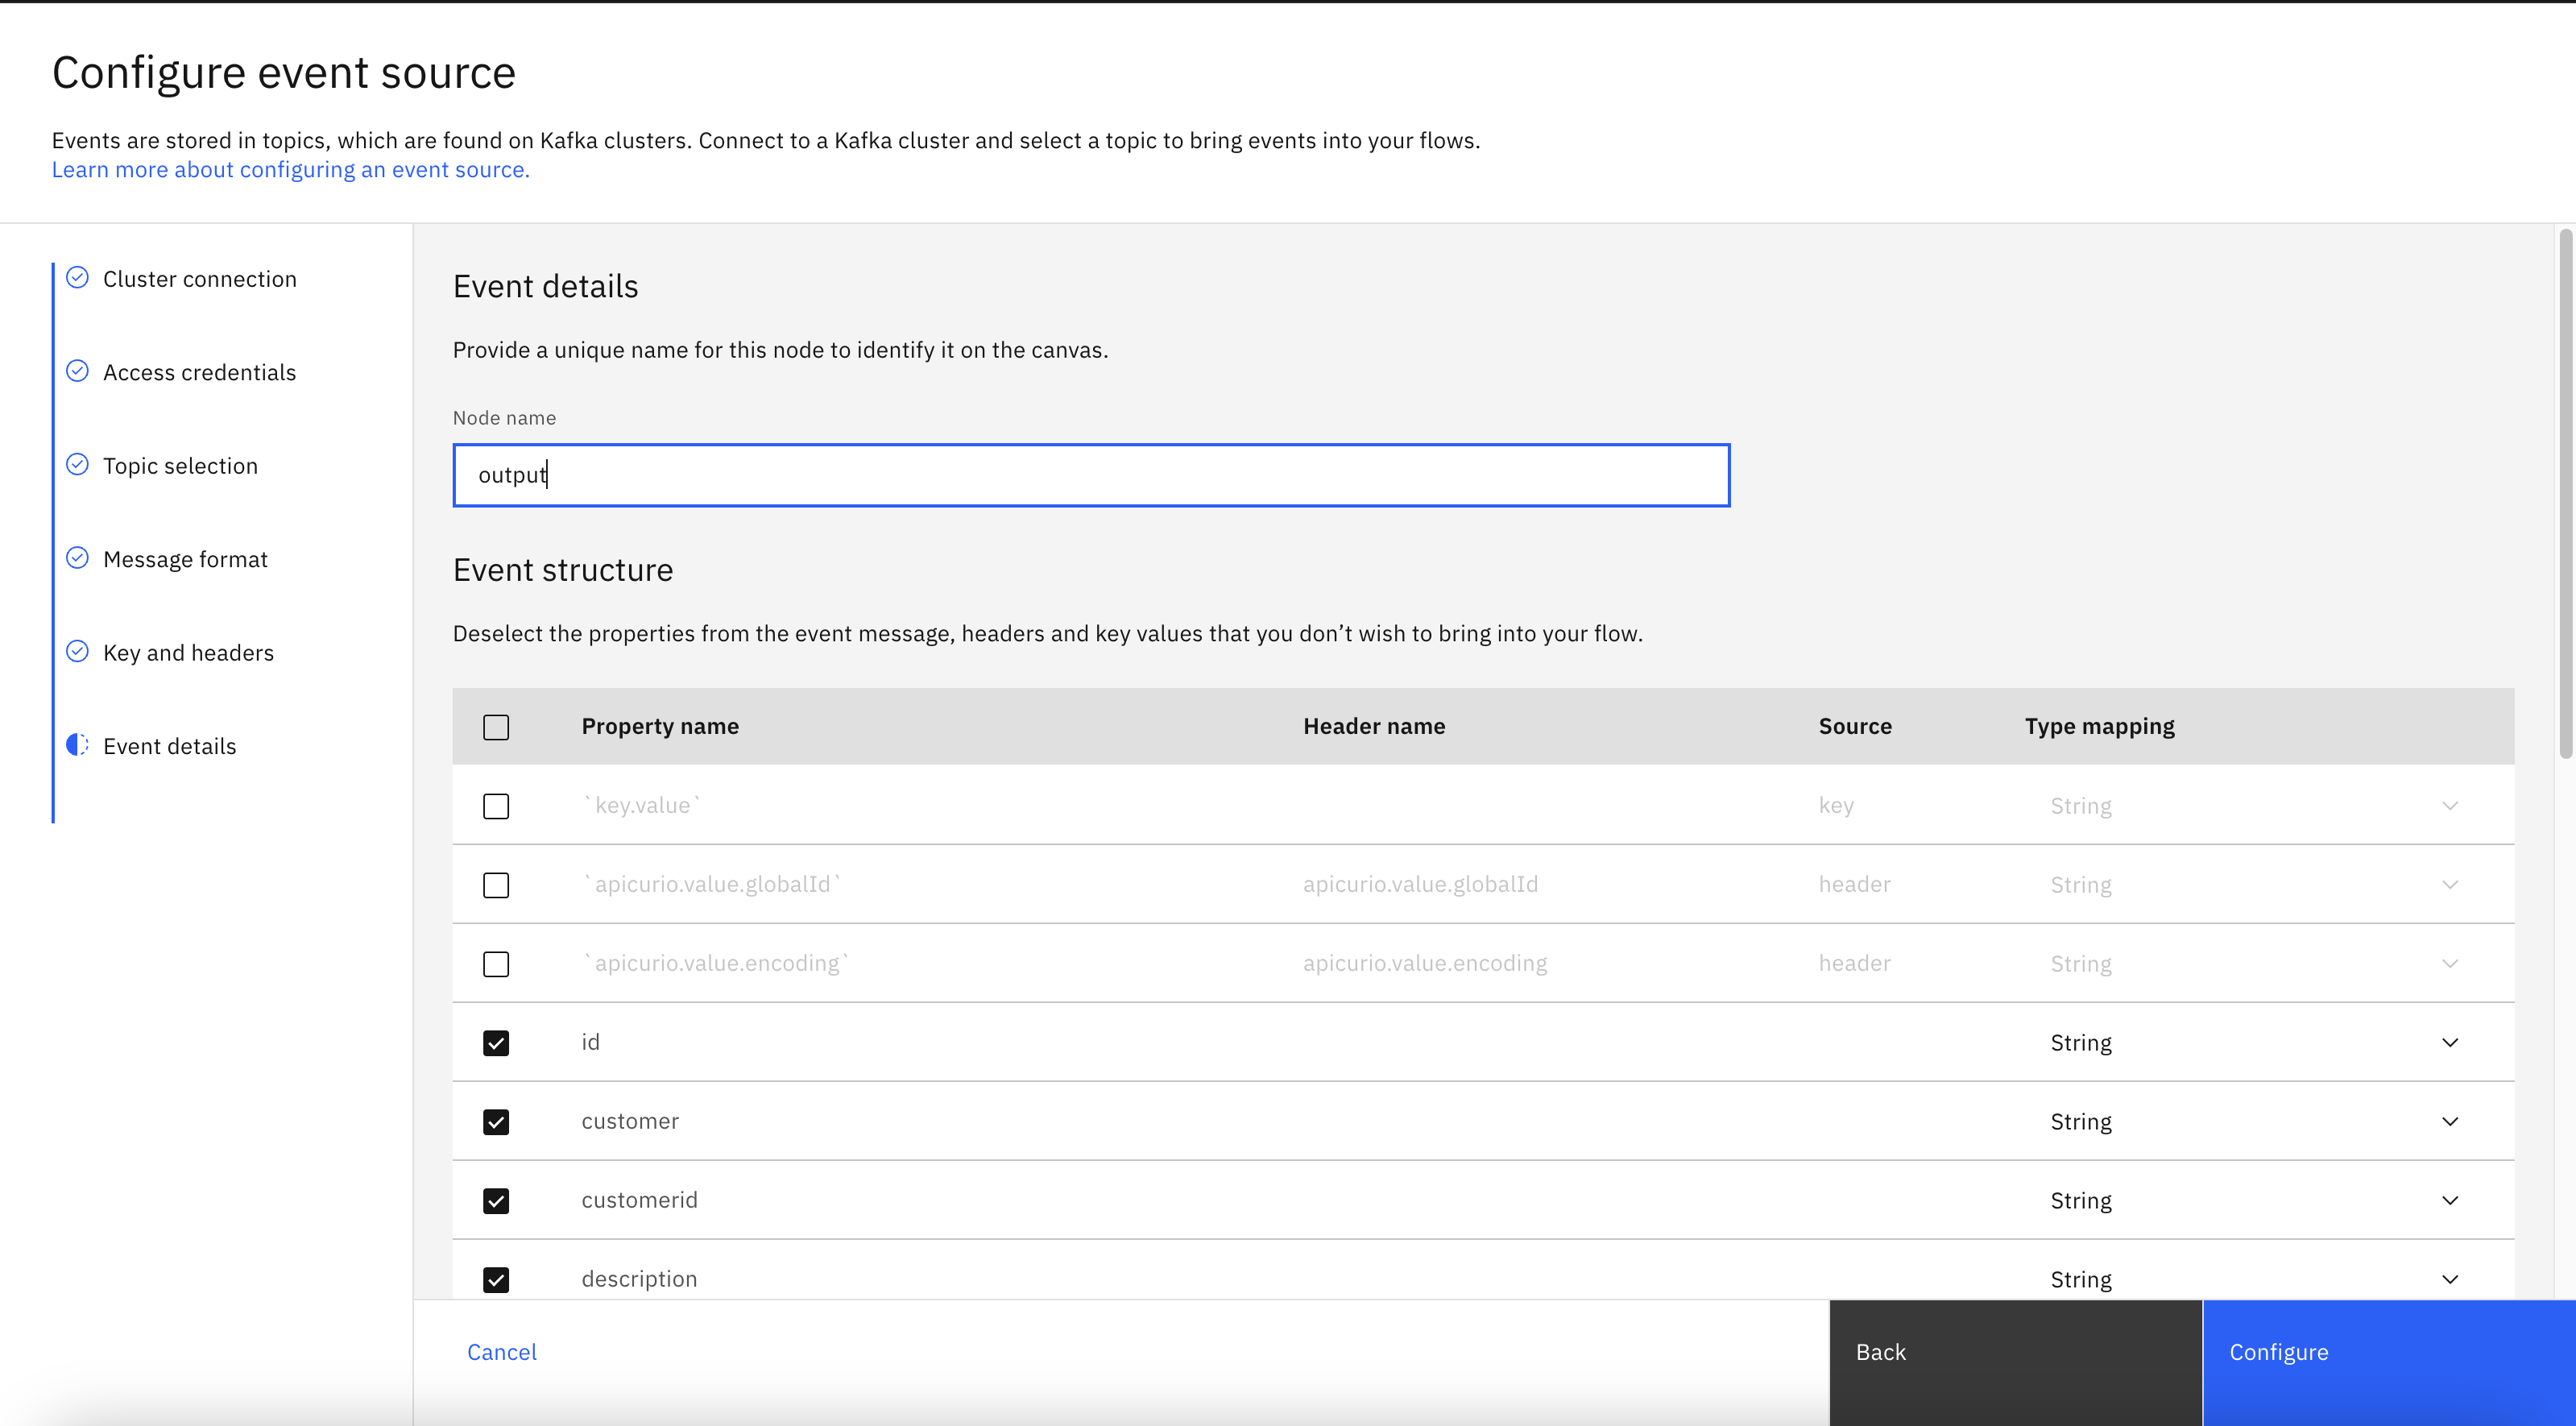 Configure event source
Events are stored in topics, which are found on Kafka clusters. Connect to a Kafka cluster and select a topic to bring events into your flows.
Learn more about configuring an event source.
Cluster connection
Access credentials
Topic selection
Message format
Key and headers
Event details
Event details
Provide a unique name for this node to identify it on the canvas.
Node name
output
Event structure
Deselect the properties from the event message, headers and key values that you don’t wish to bring into your flow.
Property name Header name Source Type mapping
`key.value` key String
`apicurio.value.globalId` apicurio.value.globalId header String
`apicurio.value.encoding` apicurio.value.encoding header String
id String
customer String
customerid String
description String
Cancel Back Configure